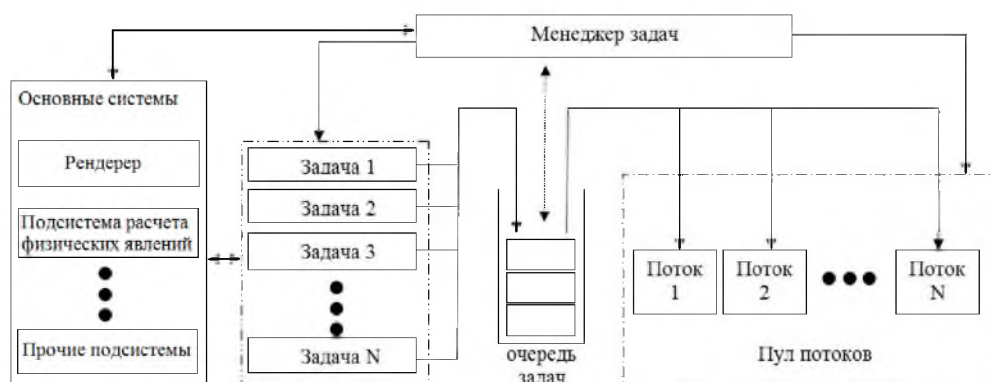 Менеджер задач
Основные системы
Рендерер
Подсистема расчета
физических явлений
Прочие подсистемы
Задача 1
Задача 2
Задача 3
Задача N
очередь
задач
Поток
1
Поток
2
Поток
N
Пул потоков